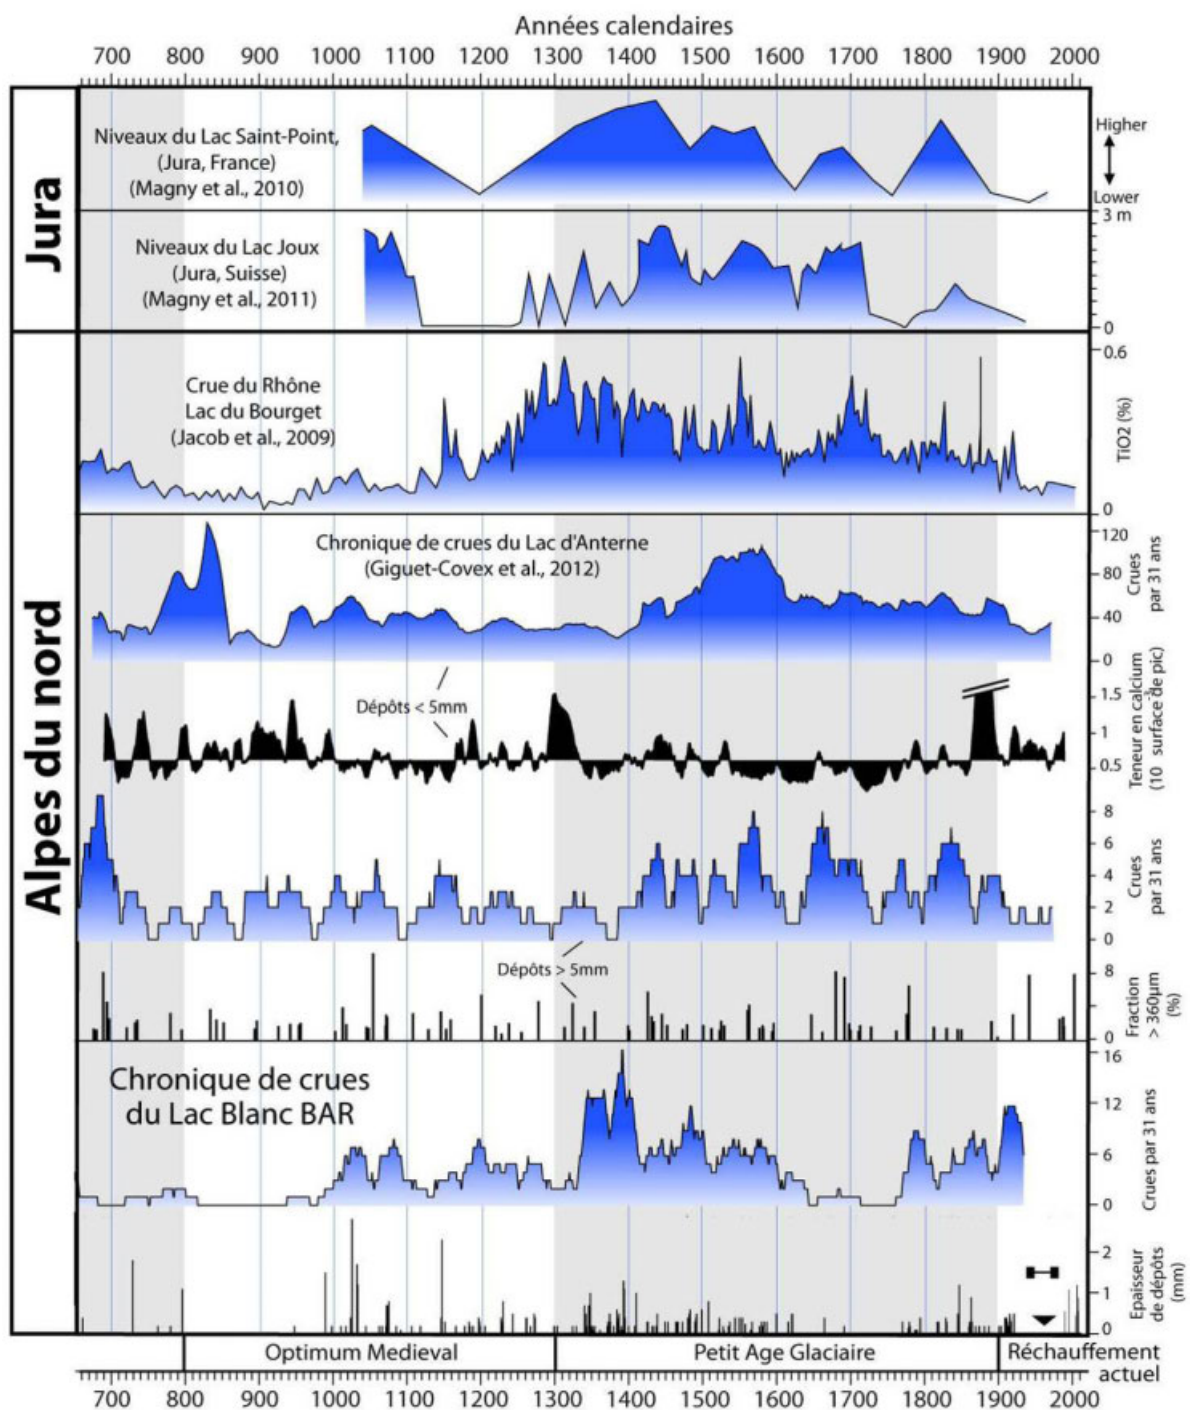 Années calendaires
700 800 900 1000 1100 1200 1300 1400 1500 1600 1700 1800 1900 2000
Jura
Niveaux du Lac Saint-Point,
(Jura, France)
(Magny et al., 2010)
Higher
Lower
Niveaux du Lac Joux
(Jura, Suisse)
(Magny et al., 2011)
3 m
0
Alpes du nord
Crue du Rhône
Lac du Bourget
(Jacob et al., 2009)
0.6
TiO2 (%)
0
Chronique de crues du Lac d'Anterne
(Giguet-Covex et al., 2012)
120
80
40
0
Crues
par 31 ans
Dépôts < 5mm
1.5
1
0.5
Teneur en calcium
(10⁻³ surface de pic)
8
6
4
2
0
Crues
par 31 ans
Dépôts > 5mm
8
4
0
Fraction
> 360µm
(%)
Chronique de crues
du Lac Blanc BAR
16
12
6
0
Crues par 31 ans
2
1
0
Epaisseur
de dépôts
(mm)
Optimum Medieval
Petit Age Glaciaire
Réchauffement
actuel
700 800 900 1000 1100 1200 1300 1400 1500 1600 1700 1800 1900 2000